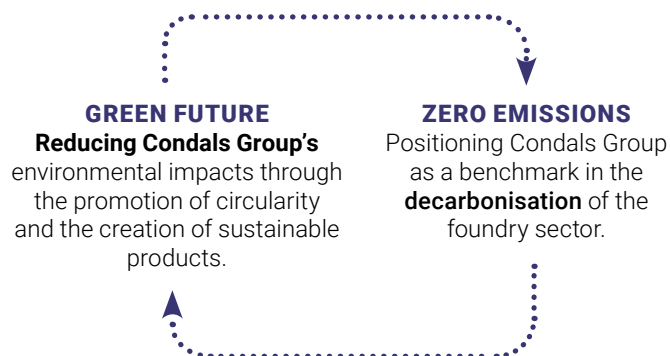 GREEN FUTURE
Reducing Condals Group’s
environmental impacts through
the promotion of circularity
and the creation of sustainable
products.
ZERO EMISSIONS
Positioning Condals Group
as a benchmark in the
decarbonisation of the
foundry sector.